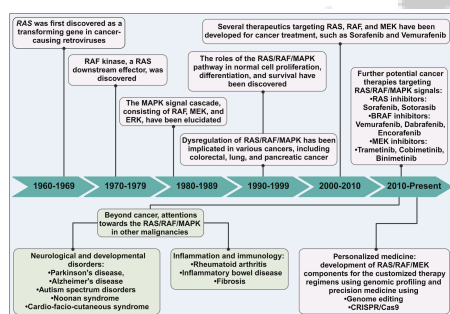 RAS was first discovered as a
transforming gene in cancer-
causing retroviruses
Several therapeutics targeting RAS, RAF, and MEK have been
developed for cancer treatment, such as Sorafenib and Vemurafenib
RAF kinase, a RAS
downstream effector, was
discovered
The roles of the RAS/RAF/MAPK
pathway in normal cell proliferation,
differentiation, and survival have
been discovered
Further potential cancer
therapies targeting
RAS/RAF/MAPK signals:
•RAS inhibitors:
Sorafenib, Sotorasib
•BRAF inhibitors:
Vemurafenib, Dabrafenib,
Encorafenib
•MEK inhibitors:
•Trametinib, Cobimetinib,
Binimetinib
The MAPK signal cascade,
consisting of RAF, MEK, and
ERK, have been elucidated
Dysregulation of RAS/RAF/MAPK has been
implicated in various cancers, including
colorectal, lung, and pancreatic cancer
1960-1969
1970-1979
1980-1989
1990-1999
2000-2010
2010-Present
Beyond cancer, attentions
towards the RAS/RAF/MAPK
in other malignancies
Neurological and developmental
disorders:
•Parkinson's disease,
•Alzheimer's disease
•Autism spectrum disorders
•Noonan syndrome
•Cardio-facio-cutaneous syndrome
Inflammation and immunology:
•Rheumatoid arthritis
•Inflammatory bowel disease
•Fibrosis
Personalized medicine:
development of RAS/RAF/MEK
components for the customized therapy
regimens using genome profiling and
precision medicine using
•Genome editing
•CRISPR/Cas9